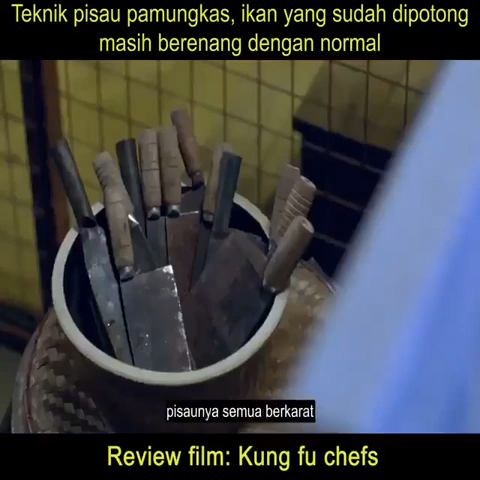 Teknik pisau pamungkas, ikan yang sudah dipotong
masih berenang dengan normal
pisaunya semua berkarat
Review film: Kung fu chefs